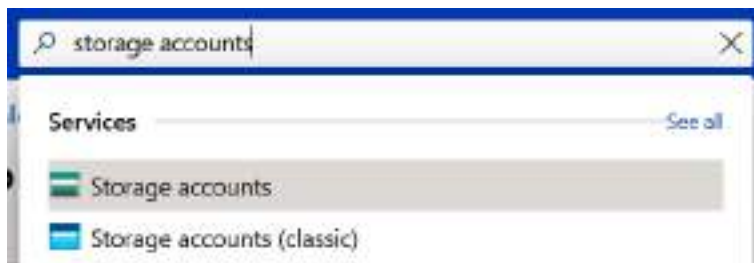 storage accounts
Services See all
Storage accounts
Storage accounts (classic)